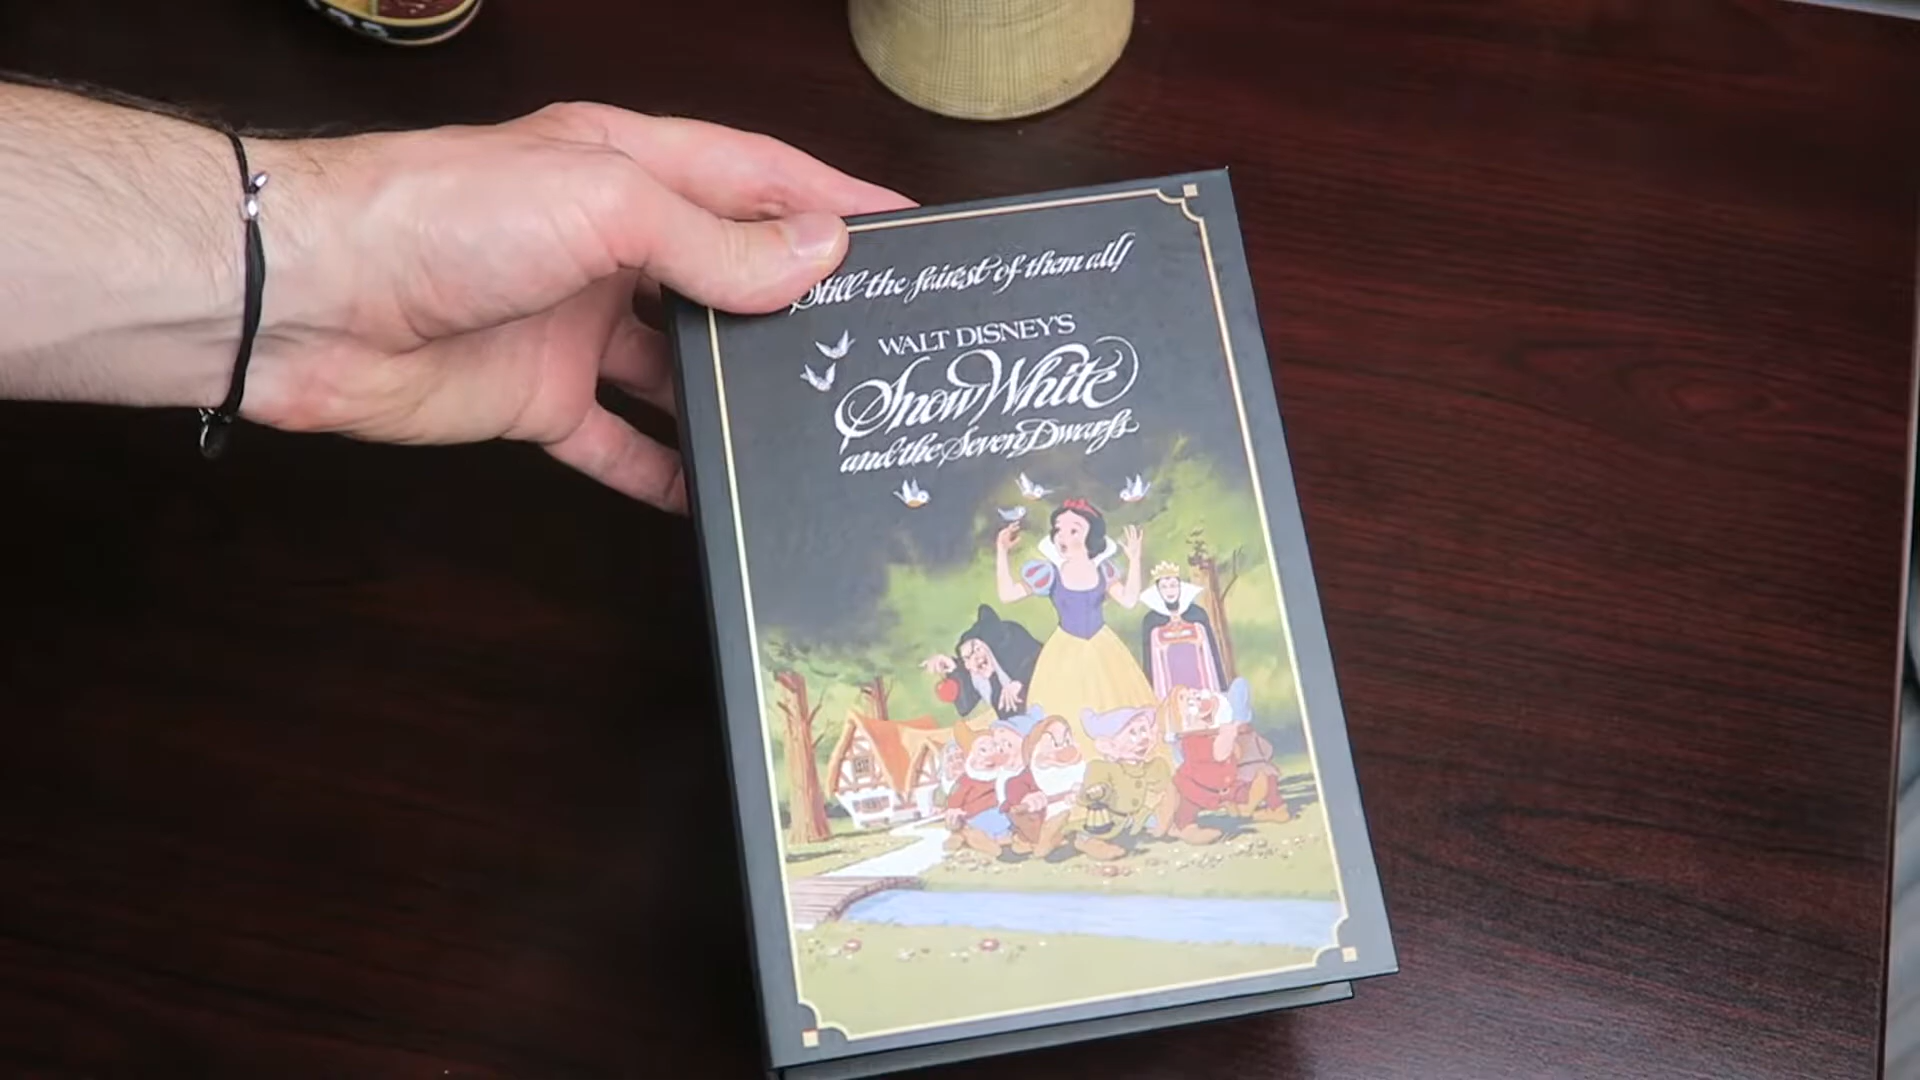 Still the fairest of them all!
WALT DISNEY'S
Snow White
and the Seven Dwarfs